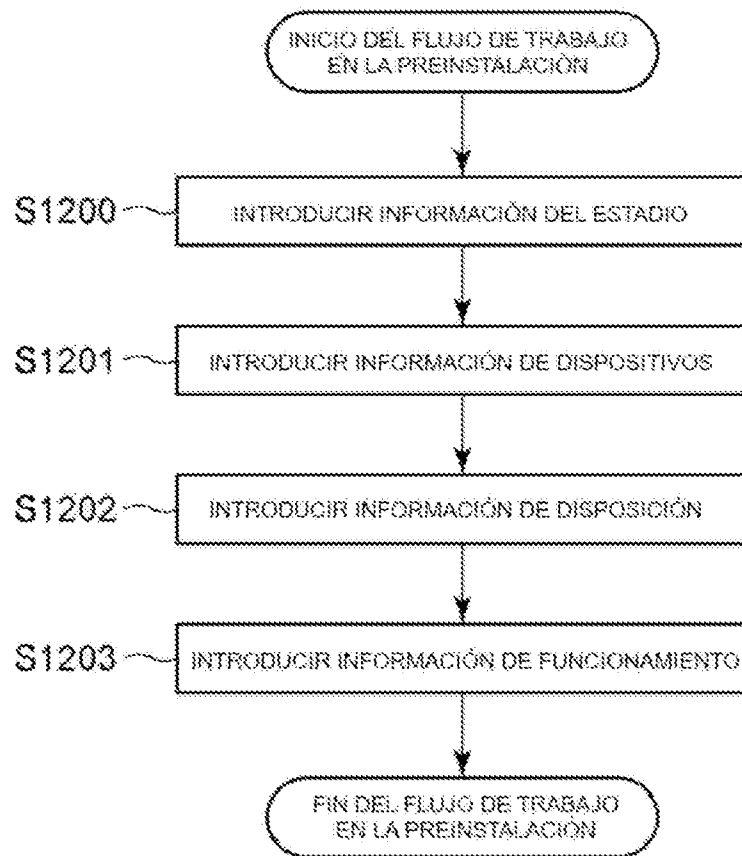 INICIO DEL FLUJO DE TRABAJO
EN LA PREINSTALACIÓN
S1200
INTRODUCIR INFORMACIÓN DEL ESTADIO
S1201
INTRODUCIR INFORMACIÓN DE DISPOSITIVOS
S1202
INTRODUCIR INFORMACIÓN DE DISPOSICIÓN
S1203
INTRODUCIR INFORMACIÓN DE FUNCIONAMIENTO
FIN DEL FLUJO DE TRABAJO
EN LA PREINSTALACIÓN